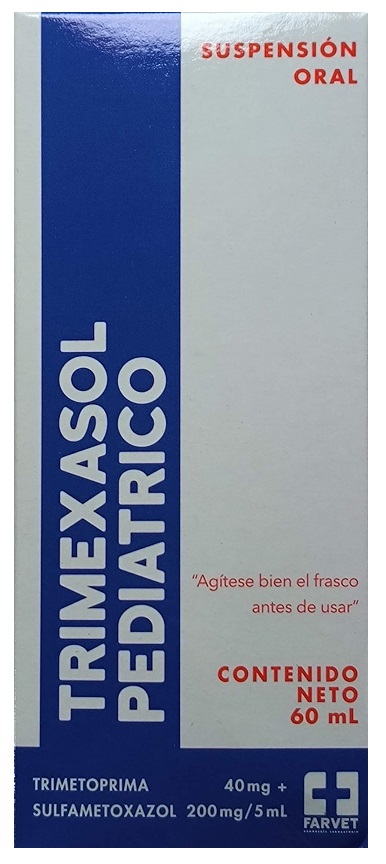 SUSPENSIÓN
ORAL
TRIMEXASOL
PEDIATRICO
"Agítese bien el frasco
antes de usar"
CONTENIDO
NETO
60 mL
TRIMETOPRIMA 40mg +
SULFAMETOXAZOL 200mg/5mL
FARVET